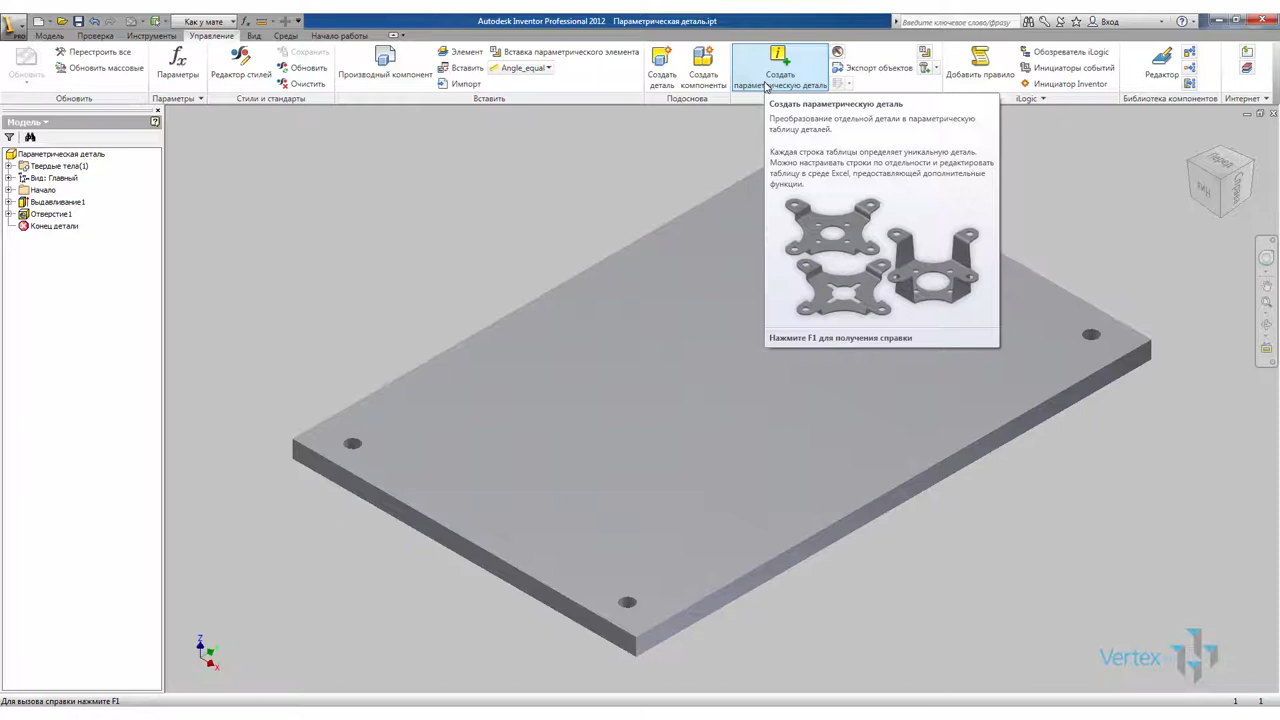 PRO
Как у мате
Autodesk Inventor Professional 2012 Параметрическая деталь.ipt
Введите ключевое слово/фразу
Вход
Модель Проверка Инструменты Управление Вид Среды Начало работы
Обновить
Перестроить все
Обновить массовые
Обновить
Параметры
Параметры
Редактор стилей
Сохранить
Обновить
Очистить
Стили и стандарты
Производный компонент
Элемент
Вставить
Импорт
Вставка параметрического элемента
Angle_equal
Вставить
Создать
деталь
Создать
компоненты
Подоснова
Создать
параметрическую деталь
Экспорт объектов
Добавить правило
Обозреватель iLogic
Инициаторы событий
Инициатор Inventor
iLogic
Редактор
Библиотека компонентов
Интернет
Модель
Параметрическая деталь
Твердые тела(1)
Вид: Главный
Начало
Выдавливание1
Отверстие1
Конец детали
Создать параметрическую деталь
Преобразование отдельной детали в параметрическую
таблицу деталей.
Каждая строка таблицы определяет уникальную деталь.
Можно настраивать строки по отдельности и редактировать
таблицу в среде Excel, предоставляющей дополнительные
функции.
Нажмите F1 для получения справки
Низ
Z
X
Vertex
Для вызова справки нажмите F1
1 1